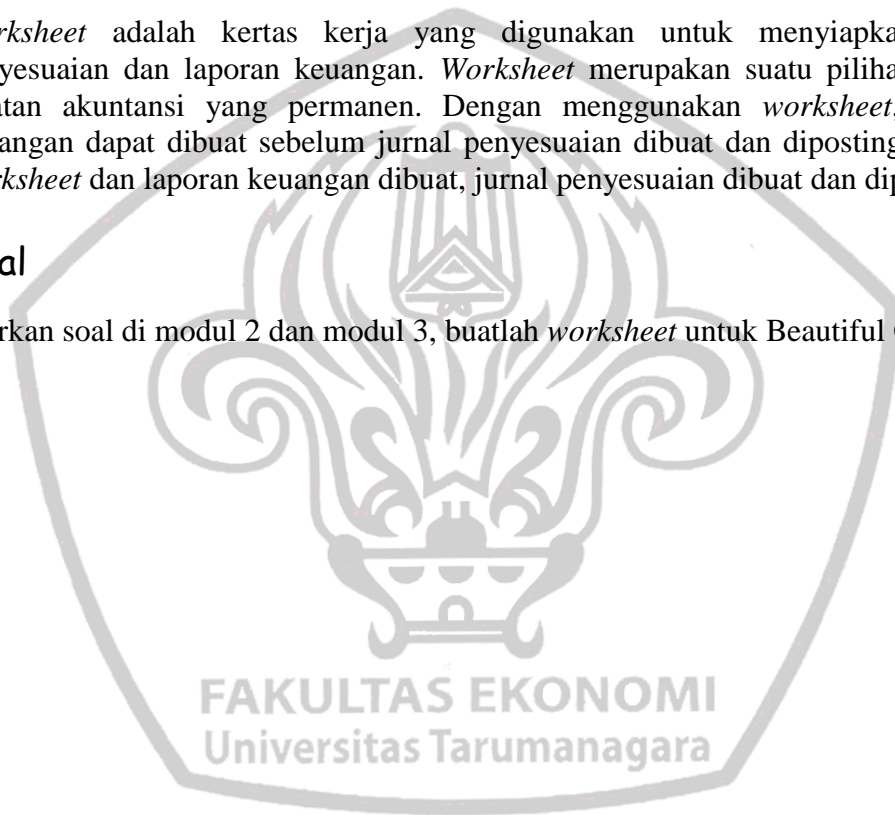 rksheet adalah kertas kerja yang digunakan untuk menyiapka
yesuaian dan laporan keuangan. Worksheet merupakan suatu piliha
atan akuntansi yang permanen. Dengan menggunakan worksheet,
angan dapat dibuat sebelum jurnal penyesuaian dibuat dan diposting
rksheet dan laporan keuangan dibuat, jurnal penyesuaian dibuat dan dip
al
rkan soal di modul 2 dan modul 3, buatlah worksheet untuk Beautiful
FAKULTAS EKONOMI
Universitas Tarumanagara